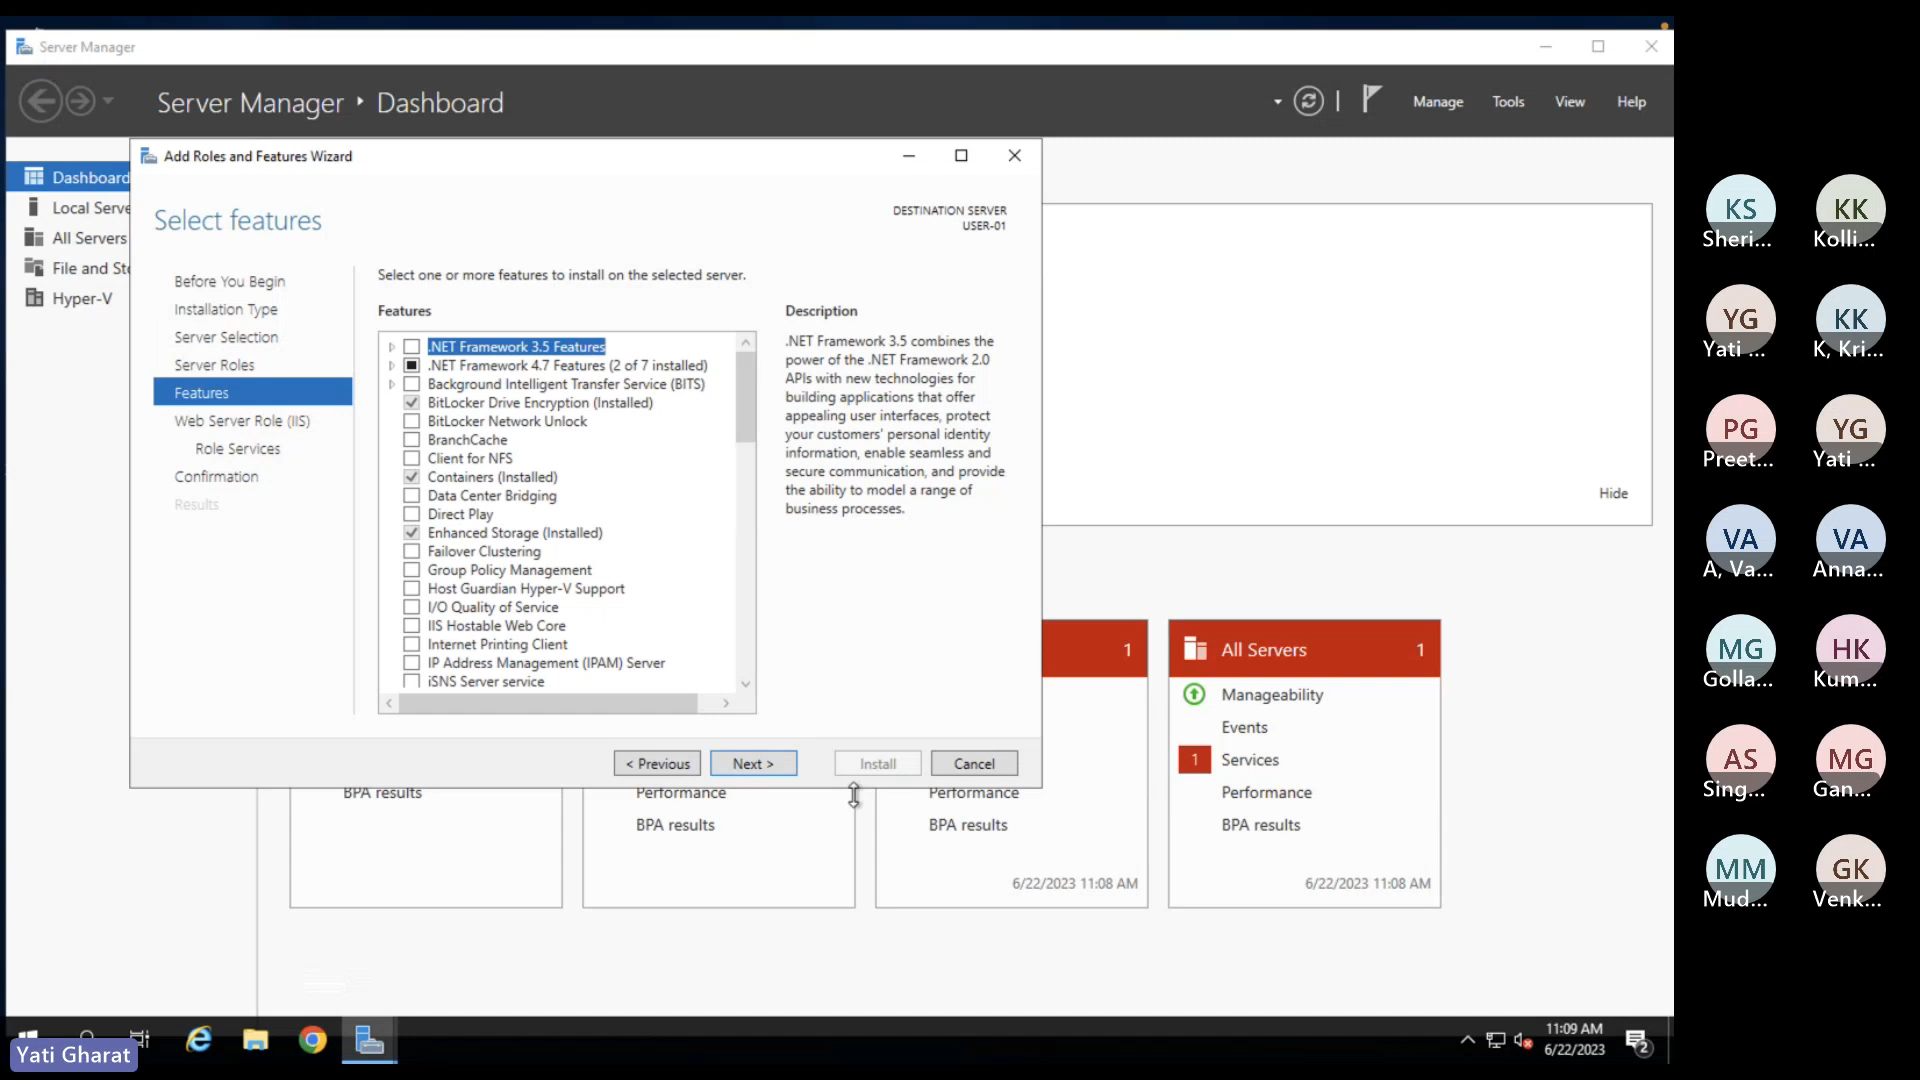 Server Manager
Server Manager
Dashboard
Manage
Tools
View
Help
Dashboard
Local Serve
All Servers
File and Sto
Hyper-V
Add Roles and Features Wizard
Select features
DESTINATION SERVER
USER-01
Before You Begin
Installation Type
Server Selection
Server Roles
Features
Web Server Role (IIS)
Role Services
Confirmation
Results
Select one or more features to install on the selected server.
Features
.NET Framework 3.5 Features
.NET Framework 4.7 Features (2 of 7 installed)
Background Intelligent Transfer Service (BITS)
BitLocker Drive Encryption (Installed)
BitLocker Network Unlock
BranchCache
Client for NFS
Containers (Installed)
Data Center Bridging
Direct Play
Enhanced Storage (Installed)
Failover Clustering
Group Policy Management
Host Guardian Hyper-V Support
I/O Quality of Service
IIS Hostable Web Core
Internet Printing Client
IP Address Management (IPAM) Server
iSNS Server service
Description
.NET Framework 3.5 combines the
power of the .NET Framework 2.0
APIs with new technologies for
building applications that offer
appealing user interfaces, protect
your customers' personal identity
information, enable seamless and
secure communication, and provide
the ability to model a range of
business processes.
< Previous
Next >
Install
Cancel
Hide
1
All Servers
1
Manageability
Events
1
Services
Performance
BPA results
BPA results
Performance
BPA results
Performance
BPA results
6/22/2023 11:08 AM
6/22/2023 11:08 AM
Yati Gharat
11:09 AM
6/22/2023
2
KS
Sheri...
KK
Kolli...
YG
Yati ...
KK
K, Kri...
PG
Preet...
YG
Yati ...
VA
A, Va...
VA
Anna...
MG
Golla...
HK
Kum...
AS
Sing...
MG
Gan...
MM
Mud...
GK
Venk...